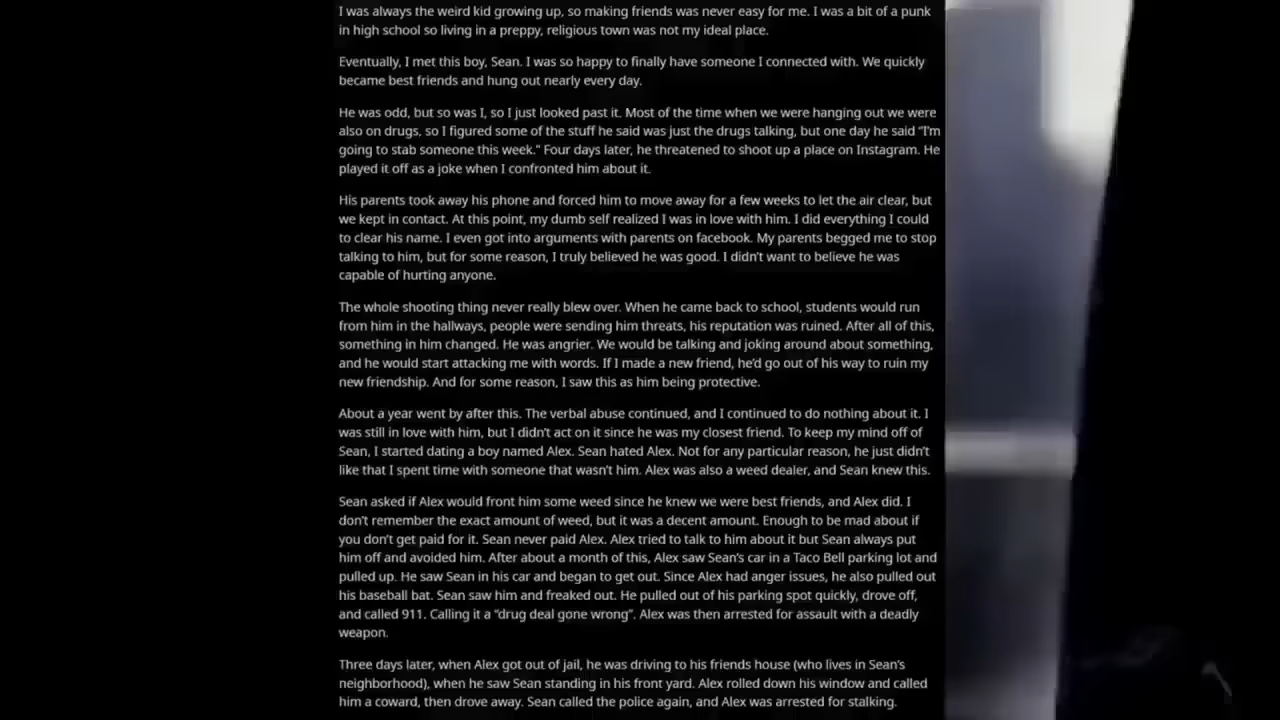 I was always the weird kid growing up, so making friends was never easy for me. I was a bit of a punk
in high school so living in a preppy, religious town was not my ideal place.
Eventually, I met this boy, Sean. I was so happy to finally have someone I connected with. We quickly
became best friends and hung out nearly every day.
He was odd, but so was I, so I just looked past it. Most of the time when we were hanging out we were
also on drugs, so I figured some of the stuff he said was just the drugs talking, but one day he said “I’m
going to stab someone this week.” Four days later, he threatened to shoot up a place on Instagram. He
played it off as a joke when I confronted him about it.
His parents took away his phone and forced him to move away for a few weeks to let the air clear, but
we kept in contact. At this point, my dumb self realized I was in love with him. I did everything I could
to clear his name. I even got into arguments with parents on facebook. My parents begged me to stop
talking to him, but for some reason, I truly believed he was good. I didn’t want to believe he was
capable of hurting anyone.
The whole shooting thing never really blew over. When he came back to school, students would run
from him in the hallways, people were sending him threats, his reputation was ruined. After all of this,
something in him changed. He was angrier. We would be talking and joking around about something,
and he would start attacking me with words. If I made a new friend, he’d go out of his way to ruin my
new friendship. And for some reason, I saw this as him being protective.
About a year went by after this. The verbal abuse continued, and I continued to do nothing about it. I
was still in love with him, but I didn’t act on it since he was my closest friend. To keep my mind off of
Sean, I started dating a boy named Alex. Sean hated Alex. Not for any particular reason, he just didn’t
like that I spent time with someone that wasn’t him. Alex was also a weed dealer, and Sean knew this.
Sean asked if Alex would front him some weed since he knew we were best friends, and Alex did. I
don’t remember the exact amount of weed, but it was a decent amount. Enough to be mad about if
you don’t get paid for it. Sean never paid Alex. Alex tried to talk to him about it but Sean always put
him off and avoided him. After about a month of this, Alex saw Sean’s car in a Taco Bell parking lot and
pulled up. He saw Sean in his car and began to get out. Since Alex had anger issues, he also pulled out
his baseball bat. Sean saw him and freaked out. He pulled out of his parking spot quickly, drove off,
and called 911. Calling it a “drug deal gone wrong”. Alex was then arrested for assault with a deadly
weapon.
Three days later, when Alex got out of jail, he was driving to his friends house (who lives in Sean’s
neighborhood), when he saw Sean standing in his front yard. Alex rolled down his window and called
him a coward, then drove away. Sean called the police again, and Alex was arrested for stalking.